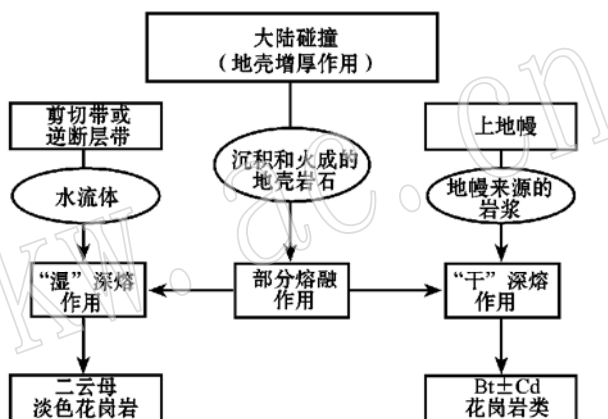 大陆碰撞
（地壳增厚作用）
剪切带或
逆断层带
上地幔
沉积和火成的
地壳岩石
水流体
地幔来源的
岩浆
“湿”深熔
作用
部分熔融
作用
“干”深熔
作用
二云母
淡色花岗岩
Bt±Cd
花岗岩类
kw.ac.cn